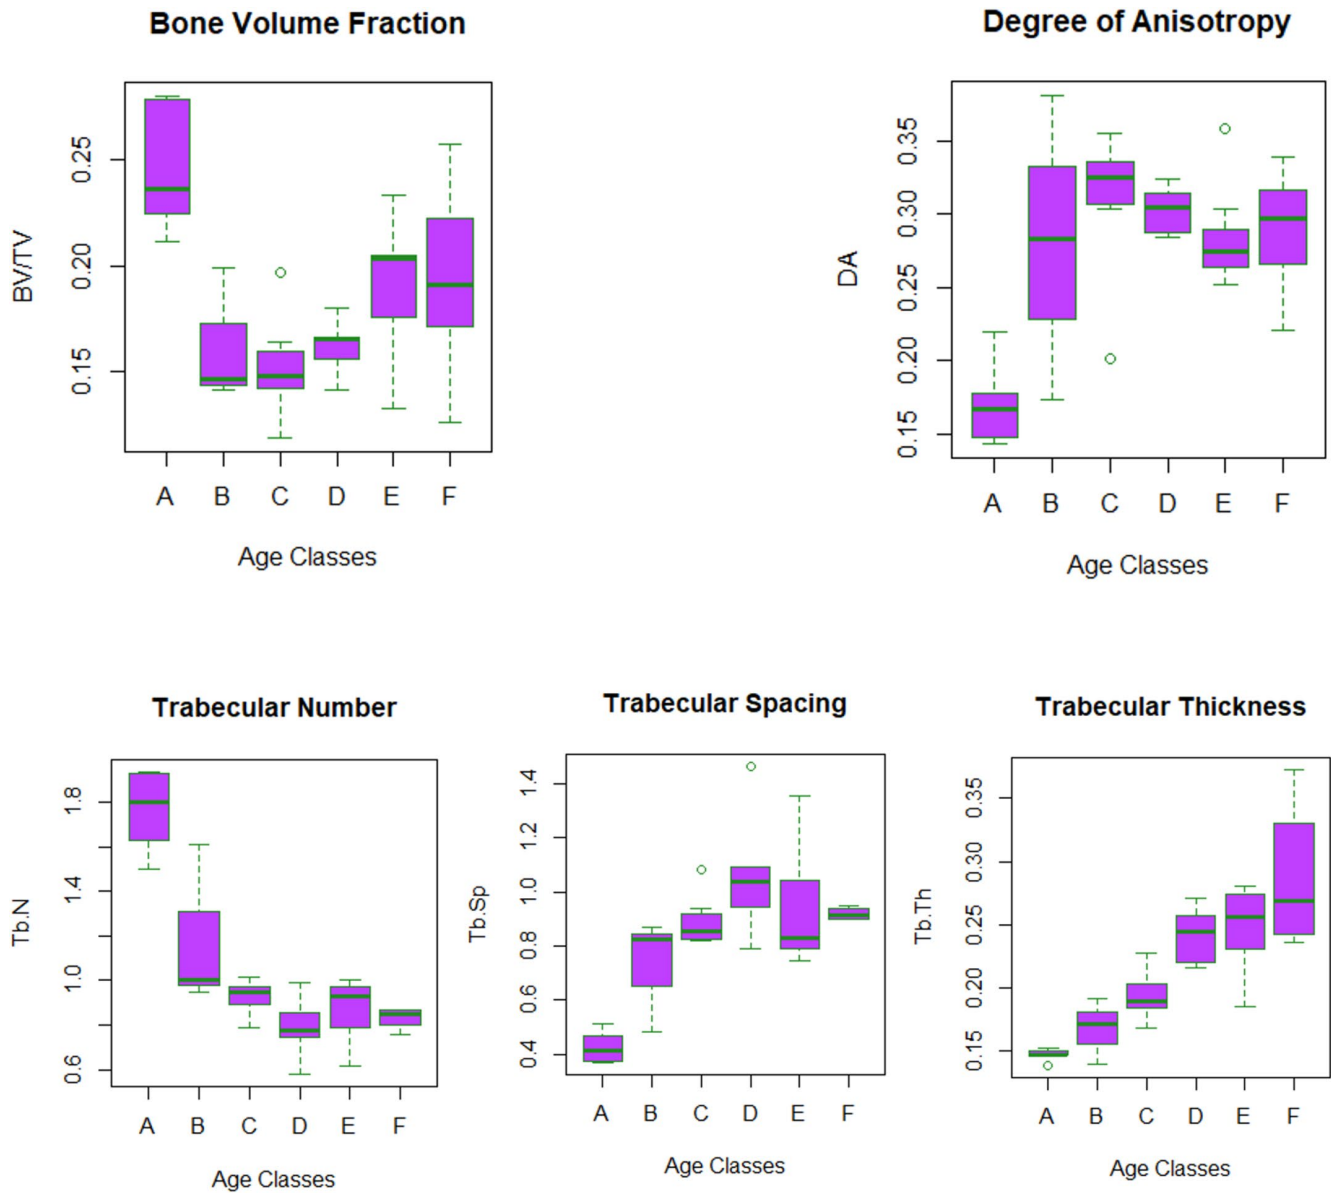 Bone Volume Fraction
BV/TV
0.25
0.20
0.15
A B C D E F
Age Classes
Degree of Anisotropy
DA
0.35
0.30
0.25
0.20
0.15
A B C D E F
Age Classes
Trabecular Number
Tb.N
1.8
1.4
1.0
0.6
A B C D E F
Age Classes
Trabecular Spacing
Tb.Sp
1.4
1.2
1.0
0.8
0.6
0.4
A B C D E F
Age Classes
Trabecular Thickness
Tb.Th
0.35
0.30
0.25
0.20
0.15
A B C D E F
Age Classes